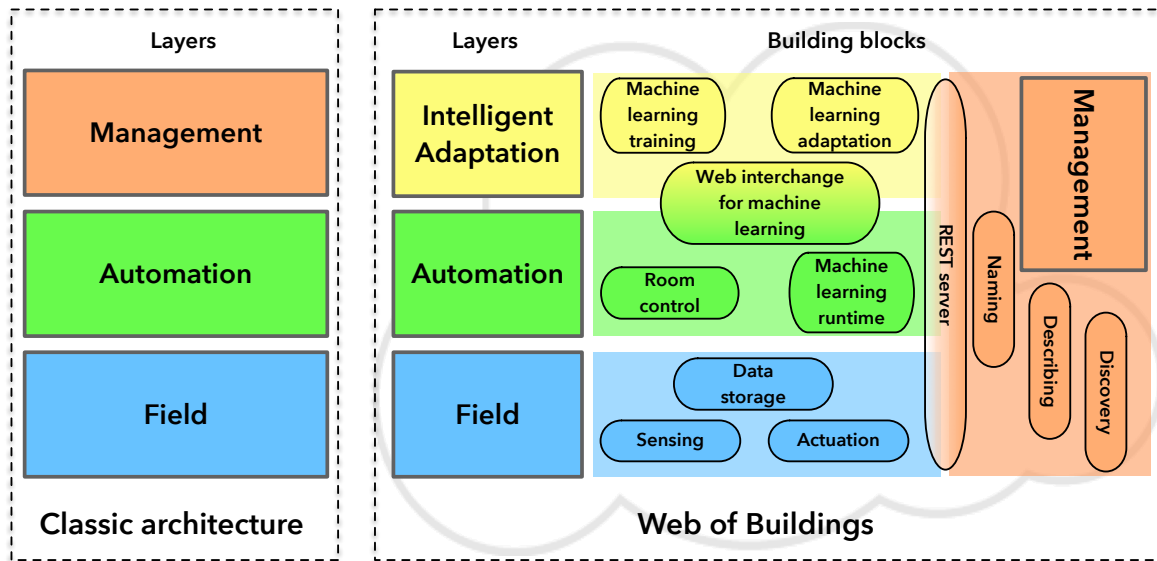 Layers
Management
Automation
Field
Classic architecture
Layers
Building blocks
Intelligent
Adaptation
Automation
Field
Machine
learning
training
Machine
learning
adaptation
Web interchange
for machine
learning
Room
control
Machine
learning
runtime
Data
storage
Sensing
Actuation
REST server
Naming
Describing
Discovery
Management
Web of Buildings